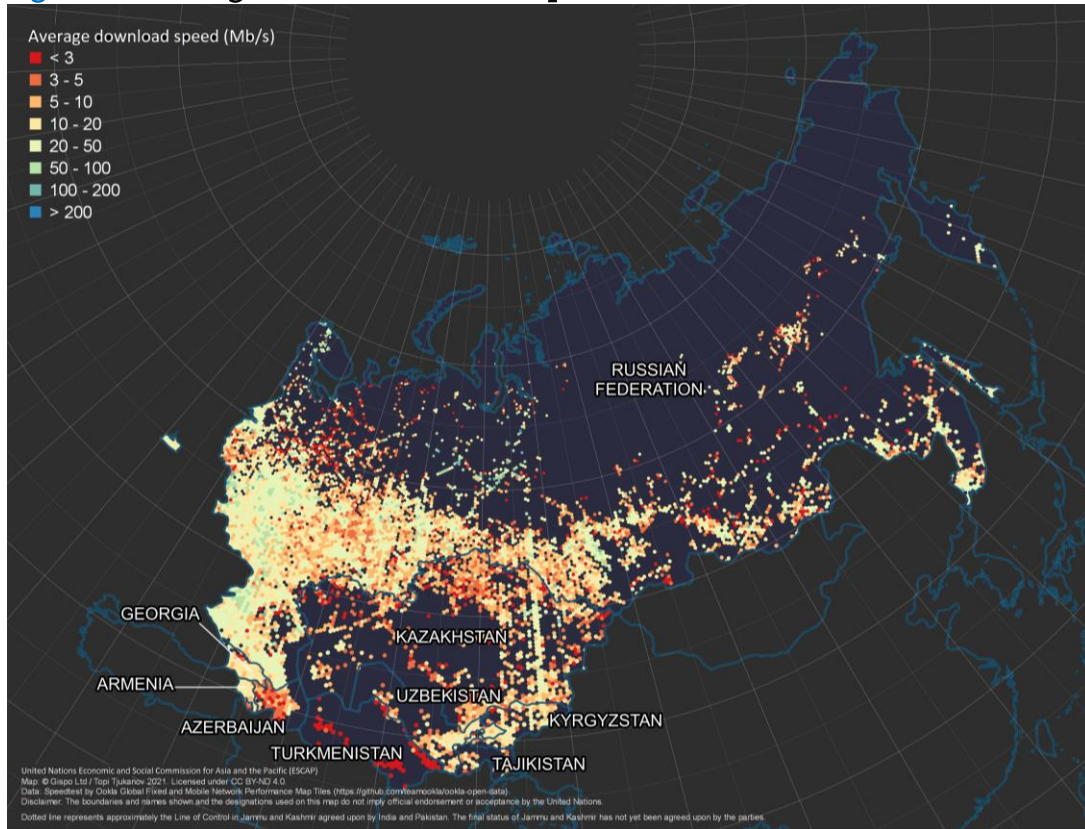 Average download speed (Mb/s)
< 3
3 - 5
5 - 10
10 - 20
20 - 50
50 - 100
100 - 200
> 200
RUSSIAN
FEDERATION
GEORGIA
KAZAKHSTAN
ARMENIA
UZBEKISTAN
AZERBAIJAN
KYRGYZSTAN
TURKMENISTAN
TAJIKISTAN
United Nations Economic and Social Commission for Asia and the Pacific (ESCAP)
Map: © Gispo Ltd / Topi Tjukanov 2021. Licensed under CC BY-ND 4.0.
Data: Speedtest by Ookla Global Fixed and Mobile Network Performance Map Tiles (https://github.com/teamookla/ookla-open-data).
Disclaimer: The boundaries and names shown and the designations used on this map do not imply official endorsement or acceptance by the United Nations.
Dotted line represents approximately the Line of Control in Jammu and Kashmir agreed upon by India and Pakistan. The final status of Jammu and Kashmir has not yet been agreed upon by the parties.